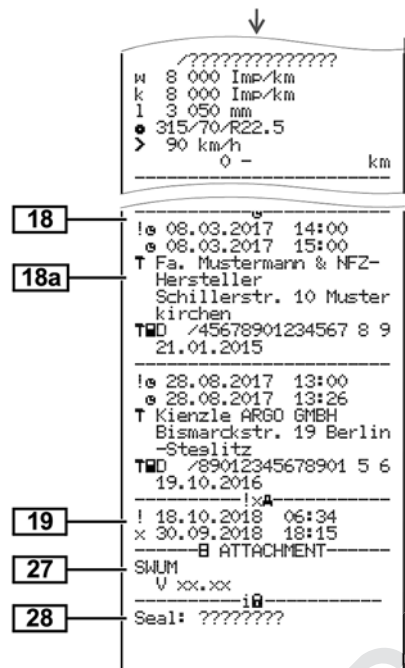 /??????????????
w 8 000 Imp/km
k 8 000 Imp/km
l 3 050 mm
● 315/70/R22.5
> 90 km/h
0 - km
18
!◷ 08.03.2017 14:00
◷ 08.03.2017 15:00
18a
T Fa. Mustermann & NFZ-
Hersteller
Schillerstr. 10 Muster
kirchen
T D /45678901234567 8 9
21.01.2015
!◷ 28.08.2017 13:00
◷ 28.08.2017 13:26
T Kienzle ARGO GMBH
Bismarckstr. 19 Berlin
-Steglitz
T D /89012345678901 5 6
19.10.2016
----------!x----------
19
! 18.10.2018 06:34
x 30.09.2018 18:15
------ ATTACHMENT------
27
SWUM
V xx.xx
----------i----------
28
Seal: ????????